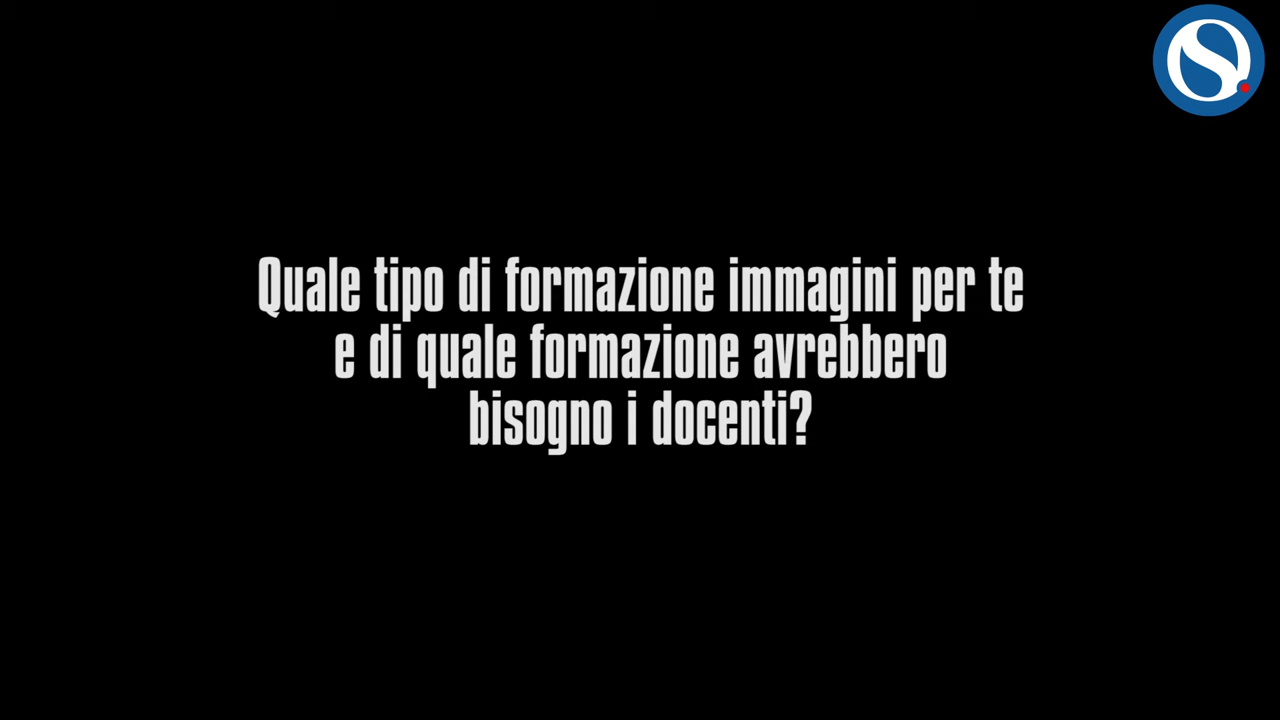 Quale tipo di formazione immagini per te
e di quale formazione avrebbero
bisogno i docenti?